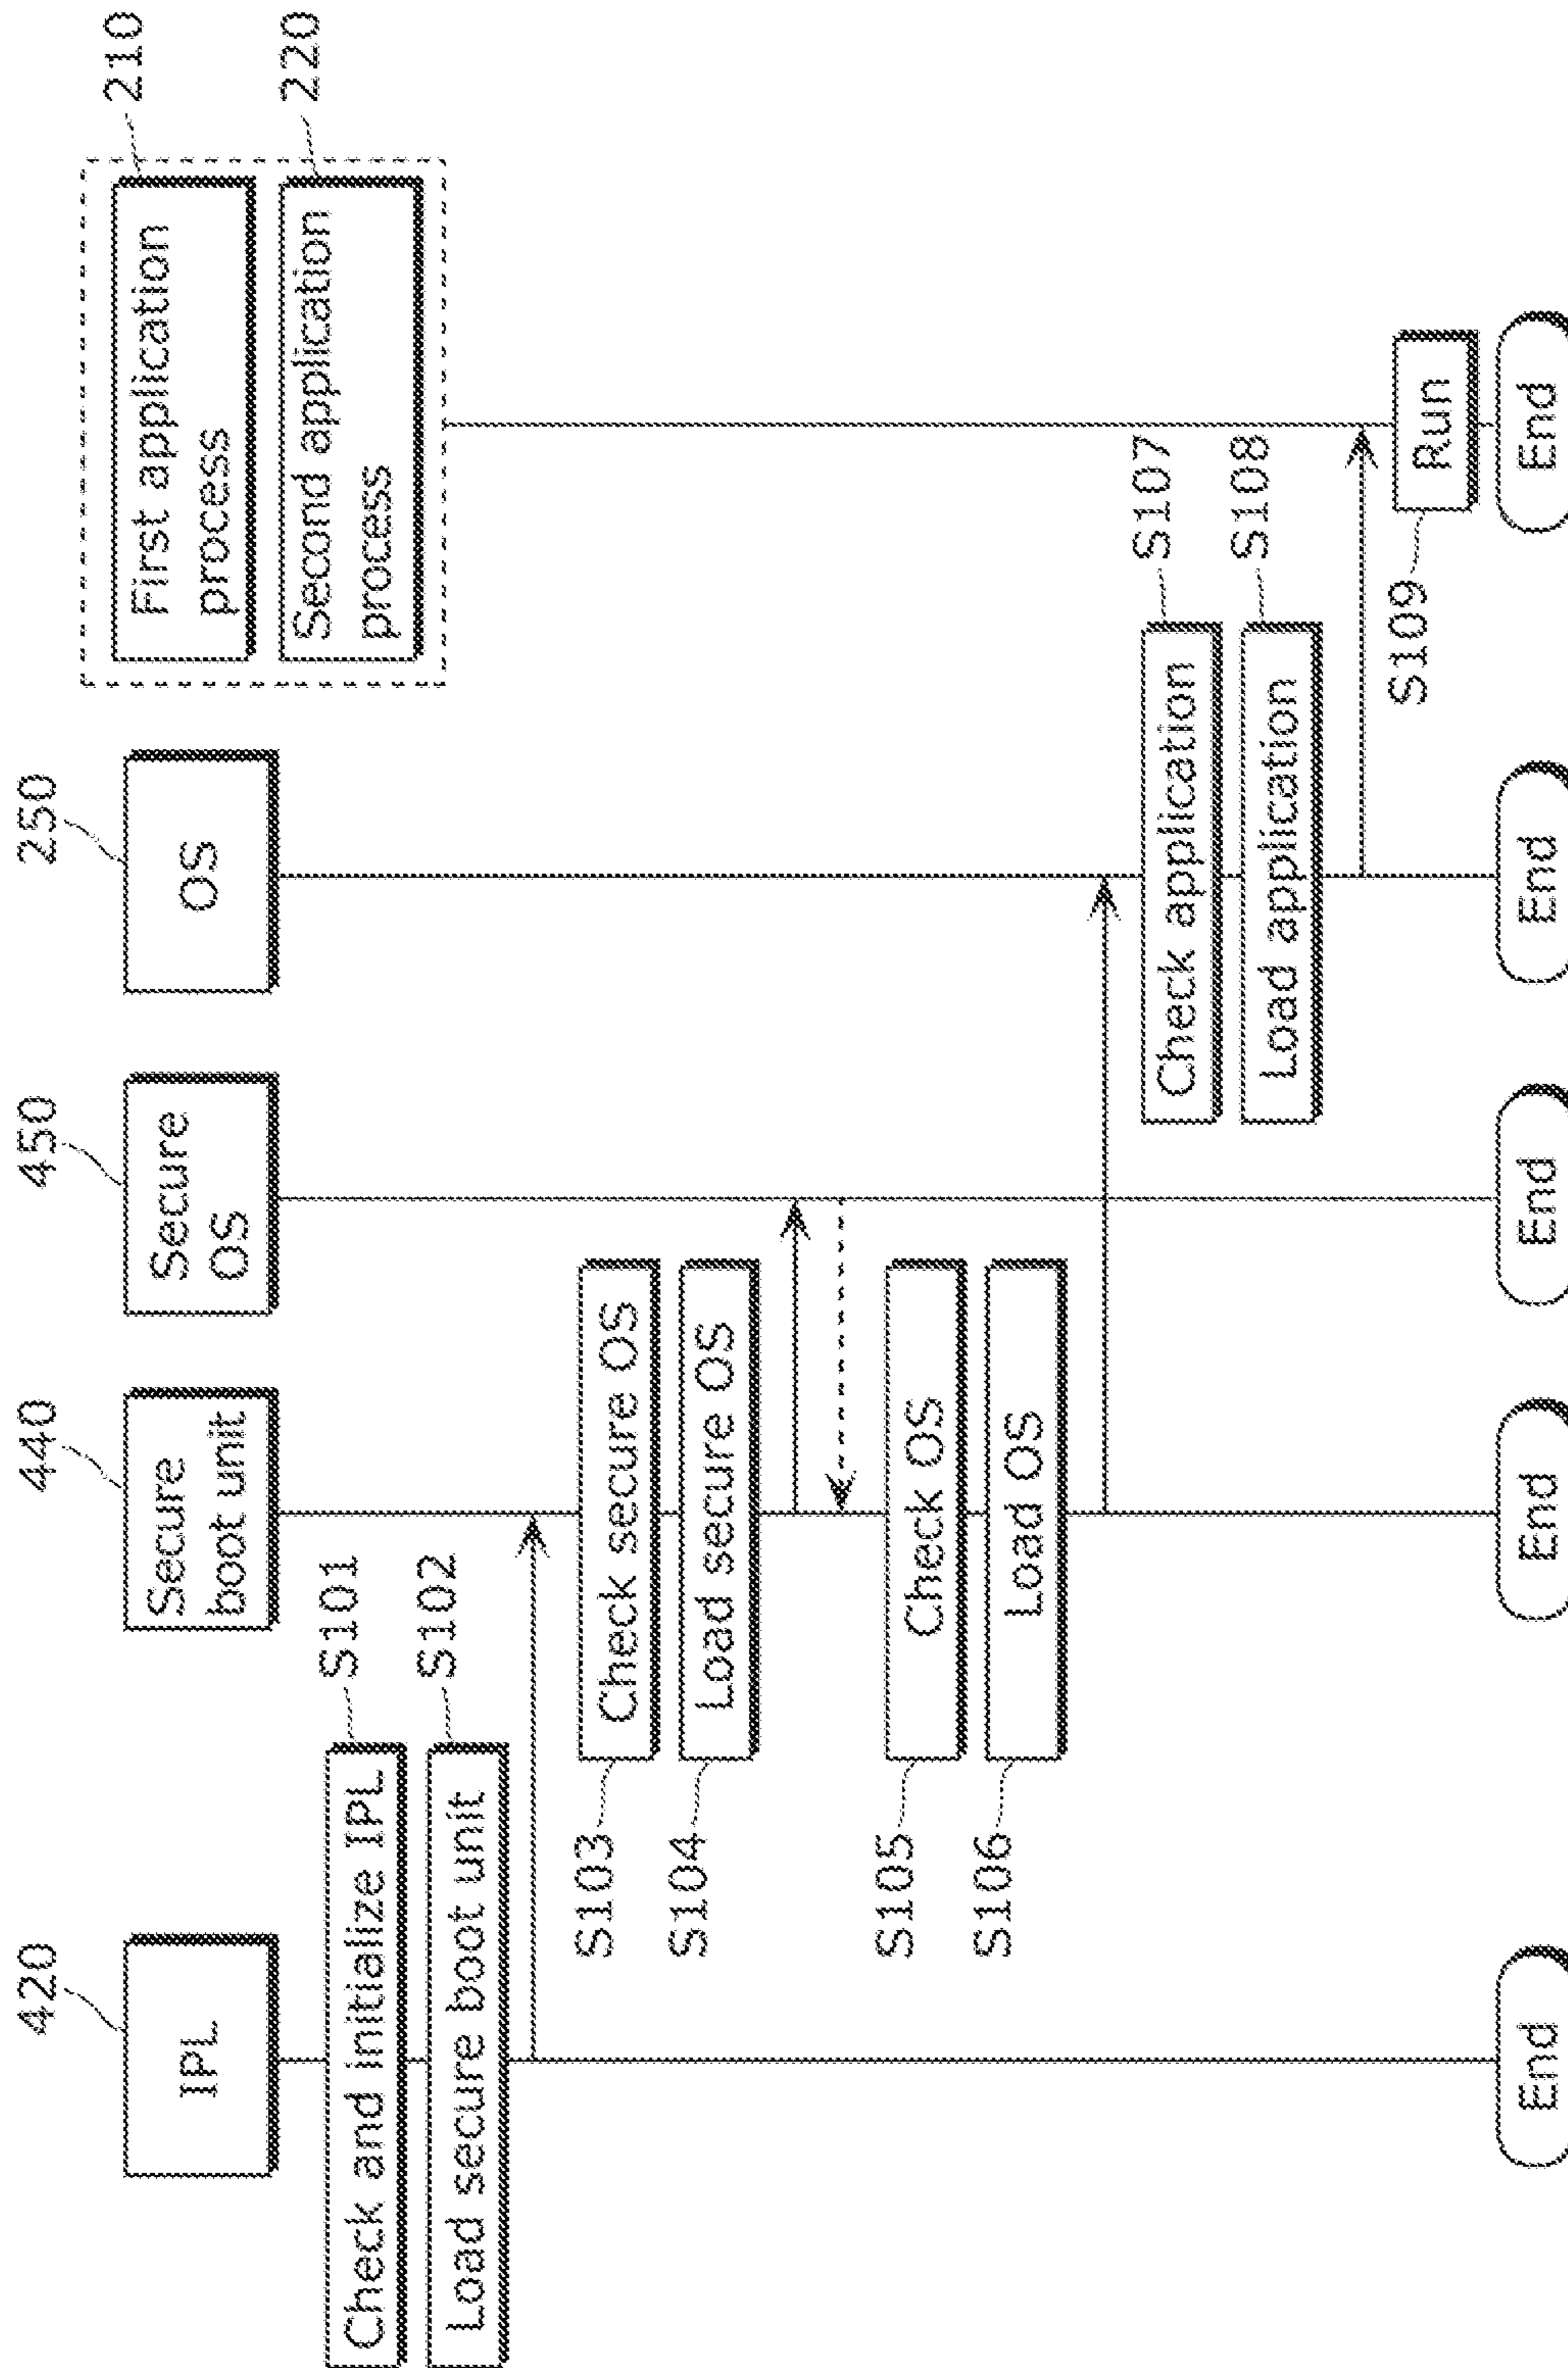 420
440
450
250
210
220
IPL
Secure
boot unit
Secure
OS
OS
First application
process
Second application
process
S101
Check and initialize IPL
S102
Load secure boot unit
S103
Check secure OS
S104
Load secure OS
S105
Check OS
S106
Load OS
S107
Check application
S108
Load application
S109
Run
End
End
End
End
End